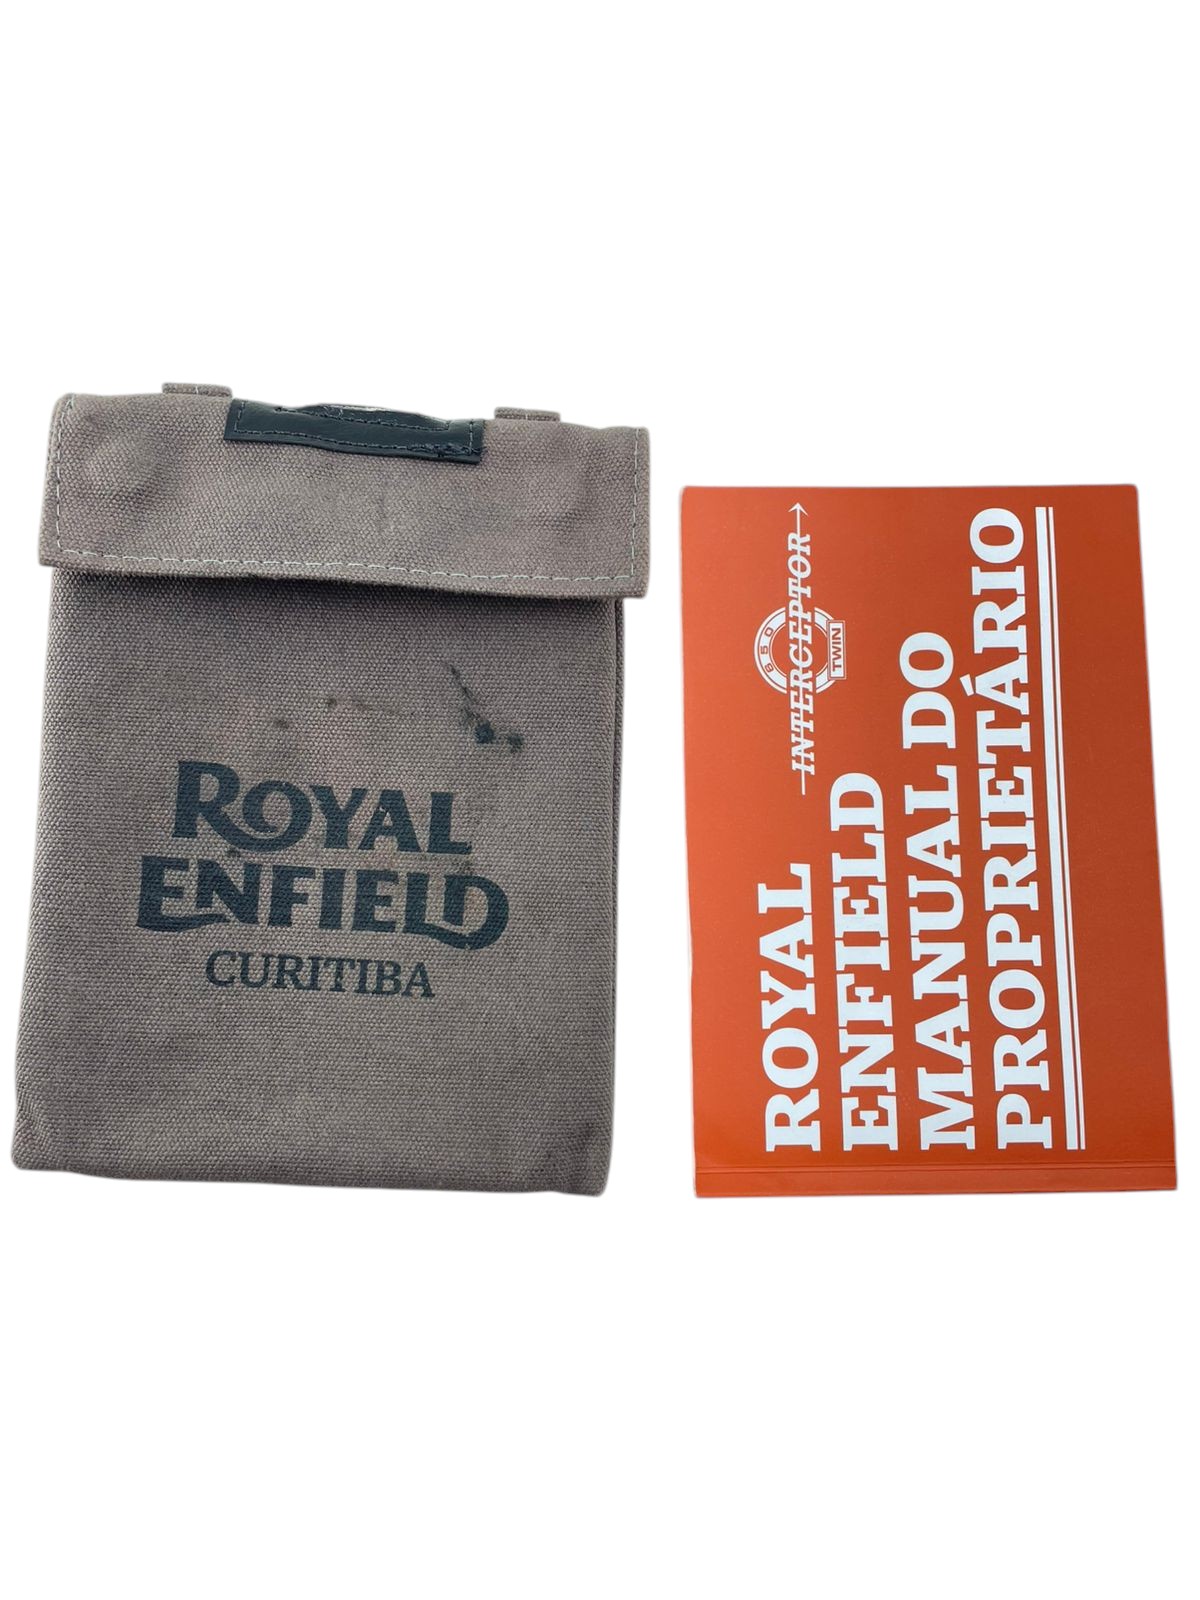 ROYAL
ENFIELD
CURITIBA
650
INTERCEPTOR
TWIN
ROYAL
ENFIELD
MANUAL DO
PROPRIETÁRIO